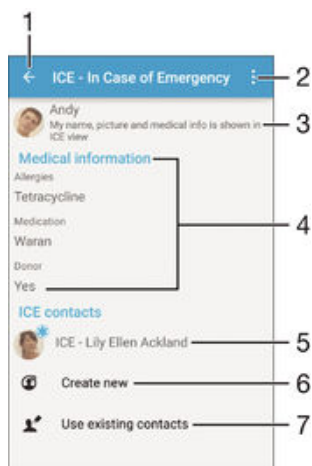 1
ICE - In Case of Emergency
2
Andy
My name, picture and medical info is shown in
ICE view
3
Medical information
Allergies
Tetracycline
Medication
Waran
4
Donor
Yes
ICE contacts
ICE - Lily Ellen Ackland
5
Create new
6
Use existing contacts
7